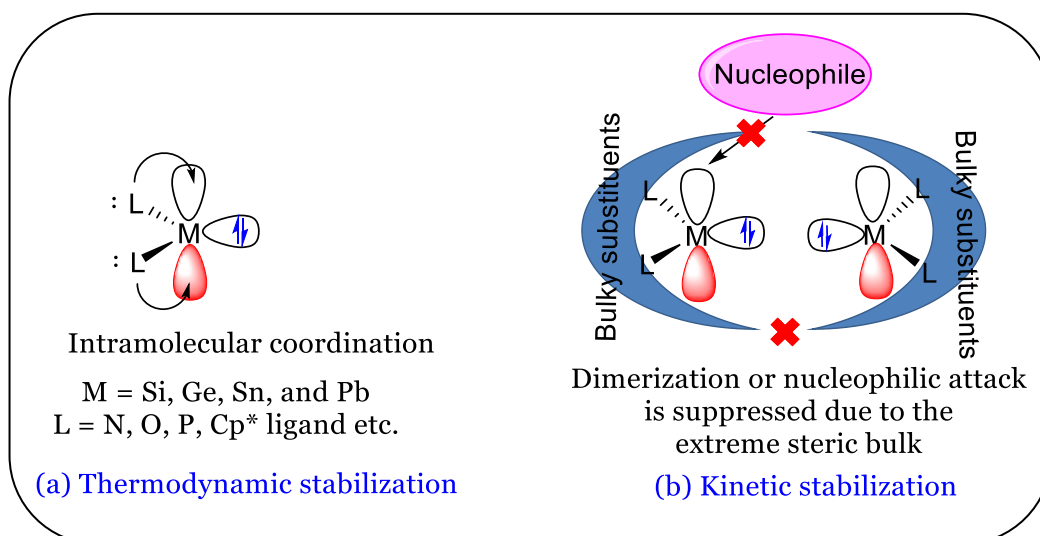 Nucleophile
Bulky substituents
Bulky substituents
: L
M
: L
L
M
L
L
M
L
Intramolecular coordination
M = Si, Ge, Sn, and Pb
L = N, O, P, Cp* ligand etc.
(a) Thermodynamic stabilization
Dimerization or nucleophilic attack
is suppressed due to the
extreme steric bulk
(b) Kinetic stabilization